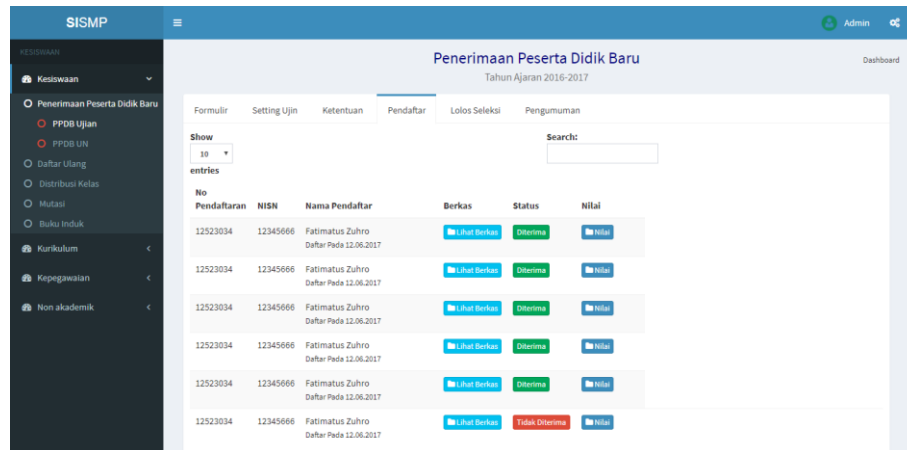 SISMP
Admin
KESISWAAN
Kesiswaan
Penerimaan Peserta Didik Baru
PPDB Ujian
PPDB UN
Daftar Ulang
Distribusi Kelas
Mutasi
Buku Induk
Kurikulum
Kepegawaian
Non akademik
Penerimaan Peserta Didik Baru
Tahun Ajaran 2016-2017
Dashboard
Formulir Setting Ujin Ketentuan Pendaftar Lolos Seleksi Pengumuman
Show
10
entries
Search:
No
Pendaftaran NISN Nama Pendaftar Berkas Status Nilai
12523034 12345666 Fatimatus Zuhro Lihat Berkas Diterima Nilai
Daftar Pada 12.06.2017
12523034 12345666 Fatimatus Zuhro Lihat Berkas Diterima Nilai
Daftar Pada 12.06.2017
12523034 12345666 Fatimatus Zuhro Lihat Berkas Diterima Nilai
Daftar Pada 12.06.2017
12523034 12345666 Fatimatus Zuhro Lihat Berkas Diterima Nilai
Daftar Pada 12.06.2017
12523034 12345666 Fatimatus Zuhro Lihat Berkas Diterima Nilai
Daftar Pada 12.06.2017
12523034 12345666 Fatimatus Zuhro Lihat Berkas Tidak Diterima Nilai
Daftar Pada 12.06.2017